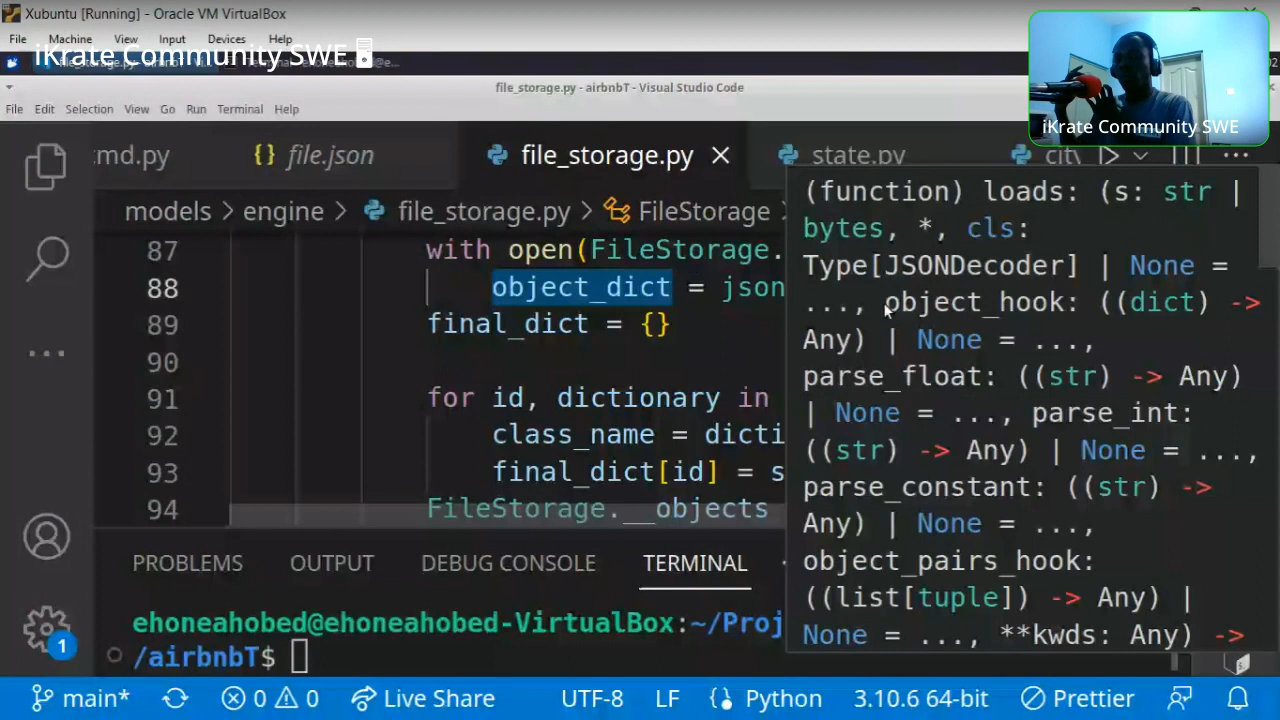 Xubuntu [Running] - Oracle VM VirtualBox
File Machine View Input Devices Help
iKrate Community SWE
file_storage.py - airbnbT - Visual Studio Code
File Edit Selection View Go Run Terminal Help
iKrate Community SWE
tmd.py {} file.json file_storage.py state.py city
models > engine > file_storage.py > FileStorage >
87 with open(FileStorage.
88 object_dict = json
89 final_dict = {}
90
91 for id, dictionary in
92 class_name = dicti
93 final_dict[id] = s
94 FileStorage.__objects
(function) loads: (s: str |
bytes, *, cls:
Type[JSONDecoder] | None =
..., object_hook: ((dict) ->
Any) | None = ...,
parse_float: ((str) -> Any)
| None = ..., parse_int:
((str) -> Any) | None = ...,
parse_constant: ((str) ->
Any) | None = ...,
object_pairs_hook:
((list[tuple]) -> Any) |
None = ..., **kwds: Any) ->
PROBLEMS OUTPUT DEBUG CONSOLE TERMINAL
ehoneahobed@ehoneahobed-VirtualBox:~/Proj
/airbnbT$
1
main* 0 0 Live Share UTF-8 LF {} Python 3.10.6 64-bit Prettier